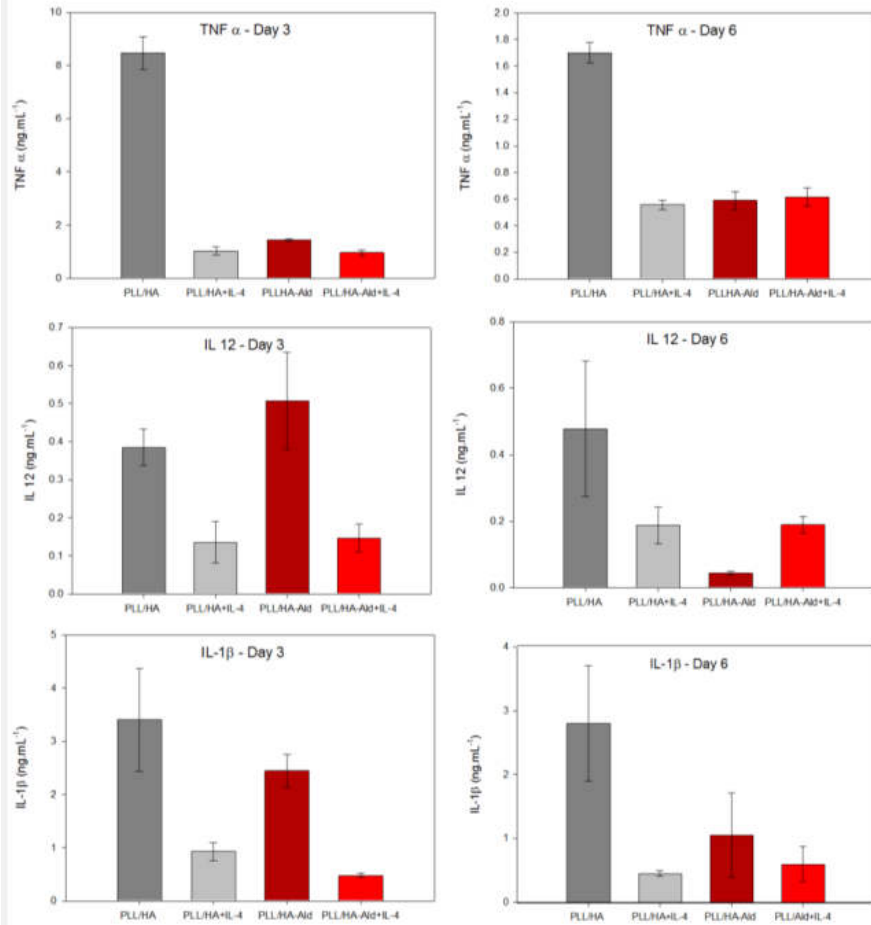 TNF α - Day 3
TNF α (ng.mL⁻¹)
10
8
6
4
2
0
PLL/HA PLL/HA+IL-4 PLLHA-Ald PLL/HA-Ald+IL-4
TNF α - Day 6
TNF α (ng.mL⁻¹)
2.0
1.8
1.6
1.4
1.2
1.0
0.8
0.6
0.4
0.2
0.0
PLL/HA PLL/HA+IL-4 PLLHA-Ald PLL/HA-Ald+IL-4
IL 12 - Day 3
IL 12 (ng.mL⁻¹)
0.7
0.6
0.5
0.4
0.3
0.2
0.1
0.0
PLL/HA PLL/HA+IL-4 PLL/HA-Ald PLL/HA-Ald+IL-4
IL 12 - Day 6
IL 12 (ng.mL⁻¹)
0.8
0.6
0.4
0.2
0.0
PLL/HA PLL/HA+IL-4 PLL/HA-Ald PLL/HA-Ald+IL-4
IL-1β - Day 3
IL-1β (ng.mL⁻¹)
5
4
3
2
1
0
PLL/HA PLL/HA+IL-4 PLL/HA-Ald PLL/HA-Ald+IL-4
IL-1β - Day 6
IL-1β (ng.mL⁻¹)
4
3
2
1
0
PLL/HA PLL/HA+IL-4 PLL/HA-Ald PLL/Ald+IL-4